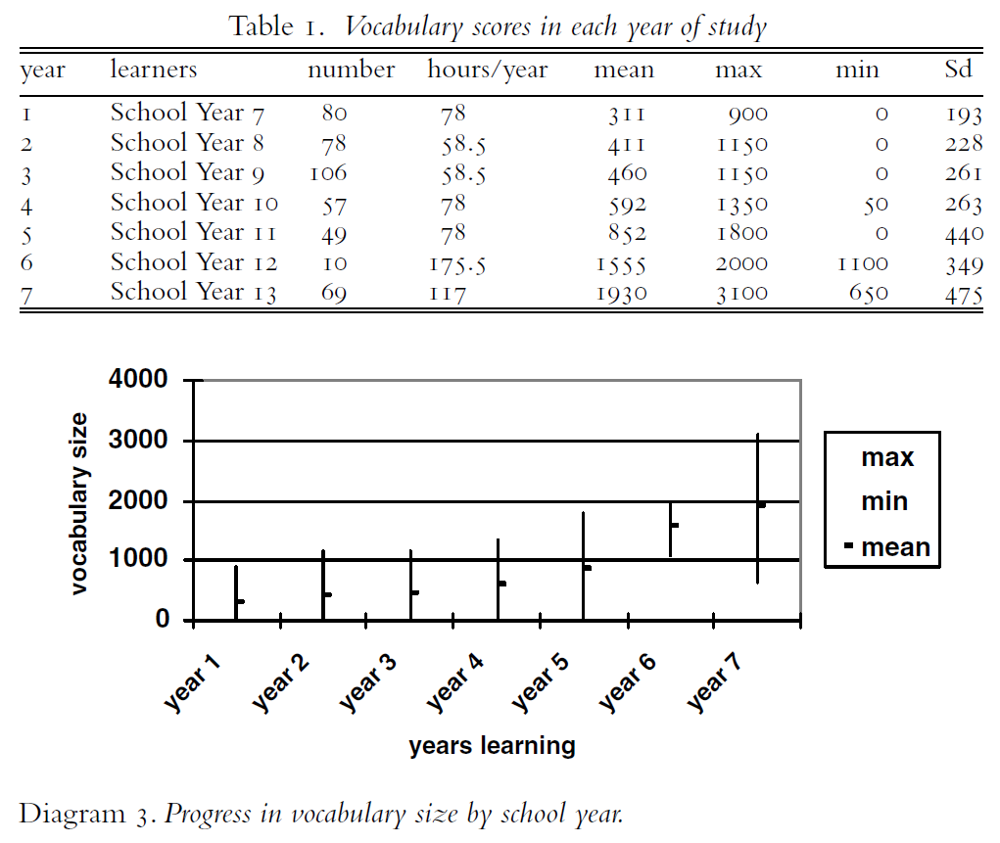 Table 1. Vocabulary scores in each year of study
year learners number hours/year mean max min Sd
1 School Year 7 80 78 311 900 0 193
2 School Year 8 78 58.5 411 1150 0 228
3 School Year 9 106 58.5 460 1150 0 261
4 School Year 10 57 78 592 1350 50 263
5 School Year 11 49 78 852 1800 0 440
6 School Year 12 10 175.5 1555 2000 1100 349
7 School Year 13 69 117 1930 3100 650 475
4000
3000
2000
1000
0
vocabulary size
year 1
year 2
year 3
year 4
year 5
year 6
year 7
years learning
max
min
mean
Diagram 3. Progress in vocabulary size by school year.